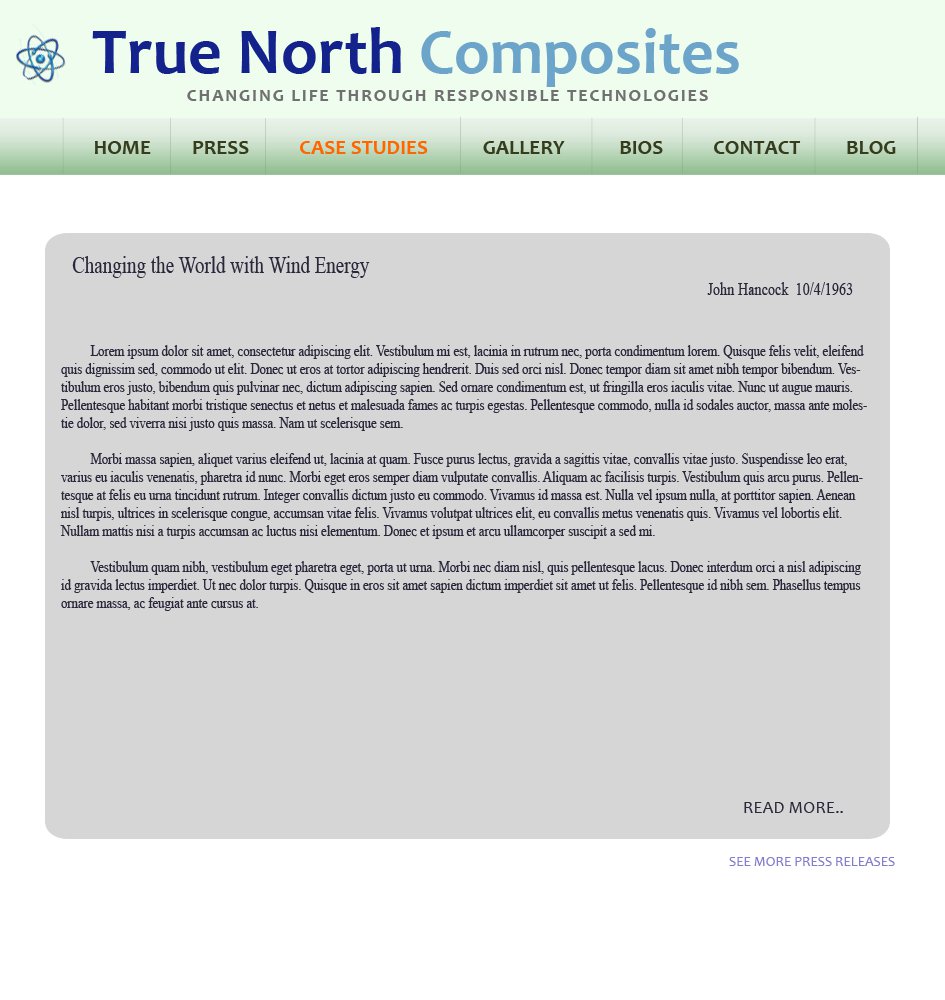 True North Composites
CHANGING LIFE THROUGH RESPONSIBLE TECHNOLOGIES
HOME PRESS CASE STUDIES GALLERY BIOS CONTACT BLOG
Changing the World with Wind Energy
John Hancock 10/4/1963
Lorem ipsum dolor sit amet, consectetur adipiscing elit. Vestibulum mi est, lacinia in rutrum nec, porta condimentum lorem. Quisque felis velit, eleifend
quis dignissim sed, commodo ut elit. Donec ut eros at tortor adipiscing hendrerit. Duis sed orci nisl. Donec tempor diam sit amet nibh tempor bibendum. Ves-
tibulum eros justo, bibendum quis pulvinar nec, dictum adipiscing sapien. Sed ornare condimentum est, ut fringilla eros iaculis vitae. Nunc ut augue mauris.
Pellentesque habitant morbi tristique senectus et netus et malesuada fames ac turpis egestas. Pellentesque commodo, nulla id sodales auctor, massa ante moles-
tie dolor, sed viverra nisi justo quis massa. Nam ut scelerisque sem.
Morbi massa sapien, aliquet varius eleifend ut, lacinia at quam. Fusce purus lectus, gravida a sagittis vitae, convallis vitae justo. Suspendisse leo erat,
varius eu iaculis venenatis, pharetra id nunc. Morbi eget eros semper diam vulputate convallis. Aliquam ac facilisis turpis. Vestibulum quis arcu purus. Pellen-
tesque at felis eu urna tincidunt rutrum. Integer convallis dictum justo eu commodo. Vivamus id massa est. Nulla vel ipsum nulla, at porttitor sapien. Aenean
nisl turpis, ultrices in scelerisque congue, accumsan vitae felis. Vivamus volutpat ultrices elit, eu convallis metus venenatis quis. Vivamus vel lobortis elit.
Nullam mattis nisi a turpis accumsan ac luctus nisi elementum. Donec et ipsum et arcu ullamcorper suscipit a sed mi.
Vestibulum quam nibh, vestibulum eget pharetra eget, porta ut urna. Morbi nec diam nisl, quis pellentesque lacus. Donec interdum orci a nisl adipiscing
id gravida lectus imperdiet. Ut nec dolor turpis. Quisque in eros sit amet sapien dictum imperdiet sit amet ut felis. Pellentesque id nibh sem. Phasellus tempus
ornare massa, ac feugiat ante cursus at.
READ MORE..
SEE MORE PRESS RELEASES